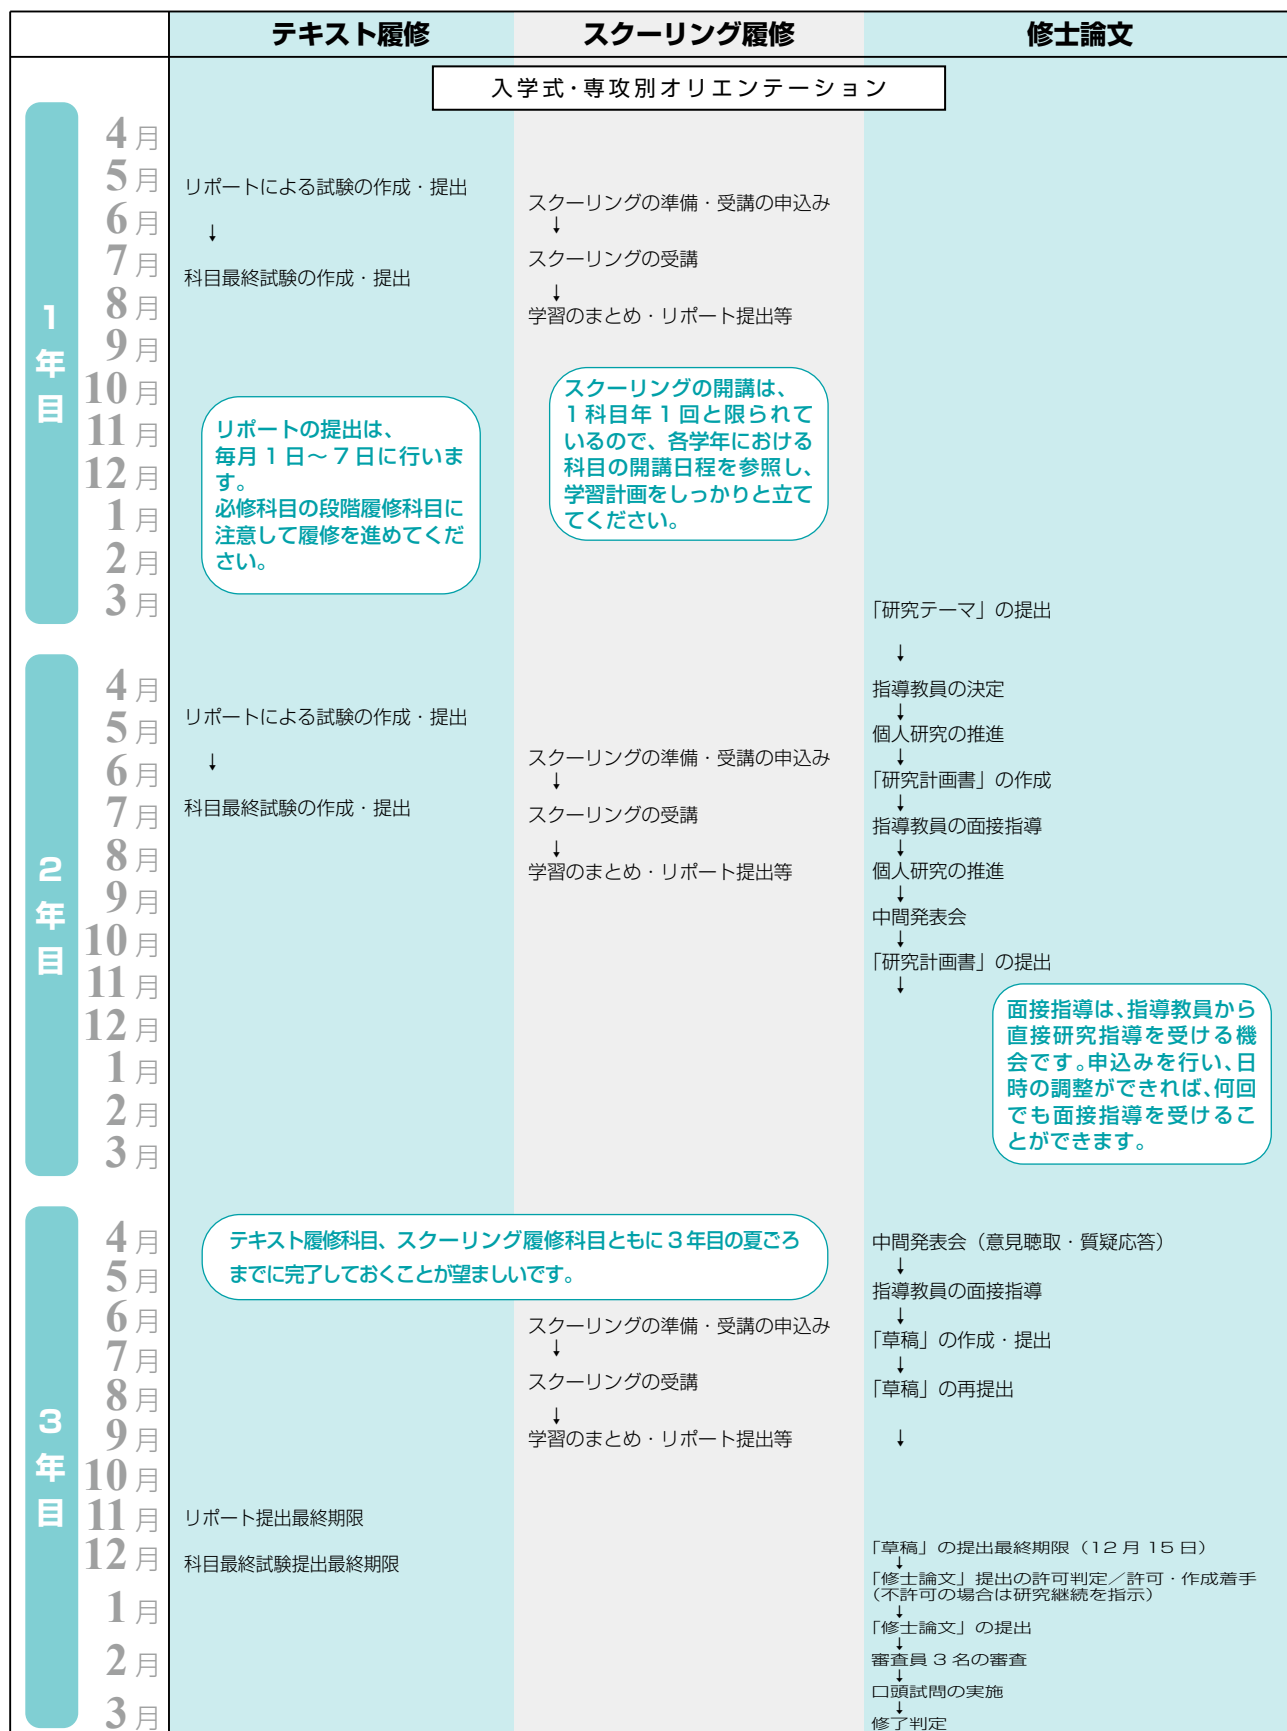 テキスト履修
スクーリング履修
修士論文
入学式・専攻別オリエンテーション
1年目
4月
5月
6月
7月
8月
9月
10月
11月
12月
1月
2月
3月
リポートによる試験の作成・提出
↓
科目最終試験の作成・提出
リポートの提出は、
毎月1日～7日に行いま
す。
必修科目の段階履修科目に
注意して履修を進めてくだ
さい。
スクーリングの準備・受講の申込み
↓
スクーリングの受講
↓
学習のまとめ・リポート提出等
スクーリングの開講は、
1科目年1回と限られて
いるので、各学年における
科目の開講日程を参照し、
学習計画をしっかりと立て
てください。
「研究テーマ」の提出
↓
2年目
4月
5月
6月
7月
8月
9月
10月
11月
12月
1月
2月
3月
リポートによる試験の作成・提出
↓
科目最終試験の作成・提出
スクーリングの準備・受講の申込み
↓
スクーリングの受講
↓
学習のまとめ・リポート提出等
指導教員の決定
↓
個人研究の推進
↓
「研究計画書」の作成
↓
指導教員の面接指導
↓
個人研究の推進
↓
中間発表会
↓
「研究計画書」の提出
↓
面接指導は、指導教員から
直接研究指導を受ける機
会です。申込みを行い、日
時の調整ができれば、何回
でも面接指導を受けるこ
とができます。
3年目
4月
5月
6月
7月
8月
9月
10月
11月
12月
1月
2月
3月
テキスト履修科目、スクーリング履修科目ともに3年目の夏ごろ
までに完了しておくことが望ましいです。
リポート提出最終期限
科目最終試験提出最終期限
スクーリングの準備・受講の申込み
↓
スクーリングの受講
↓
学習のまとめ・リポート提出等
中間発表会（意見聴取・質疑応答）
↓
指導教員の面接指導
↓
「草稿」の作成・提出
↓
「草稿」の再提出
↓
「草稿」の提出最終期限（12月15日）
↓
「修士論文」提出の許可判定／許可・作成着手
（不許可の場合は研究継続を指示）
↓
「修士論文」の提出
↓
審査員3名の審査
↓
口頭試問の実施
↓
修了判定